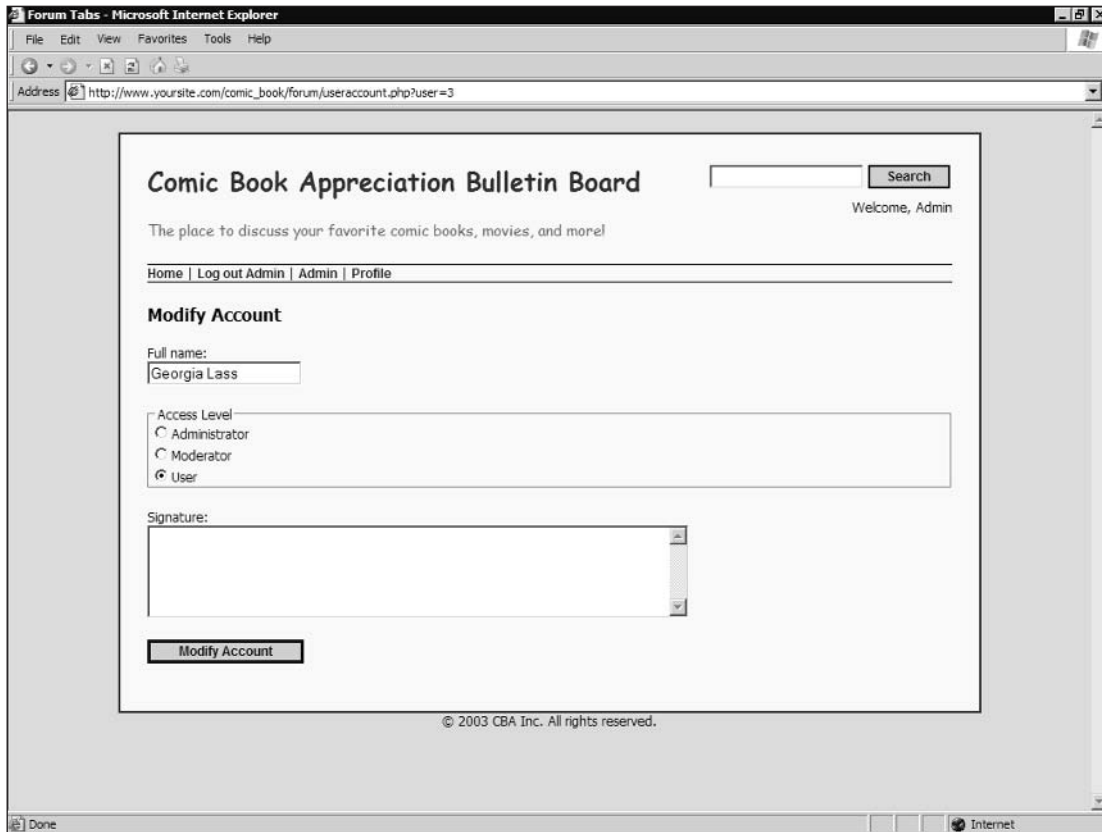 Forum Tabs - Microsoft Internet Explorer
File Edit View Favorites Tools Help
Address http://www.yoursite.com/comic_book/forum/useraccount.php?user=3
Comic Book Appreciation Bulletin Board
Search
Welcome, Admin
The place to discuss your favorite comic books, movies, and more!
Home | Log out Admin | Admin | Profile
Modify Account
Full name:
Georgia Lass
Access Level
Administrator
Moderator
User
Signature:
Modify Account
© 2003 CBA Inc. All rights reserved.
Done
Internet